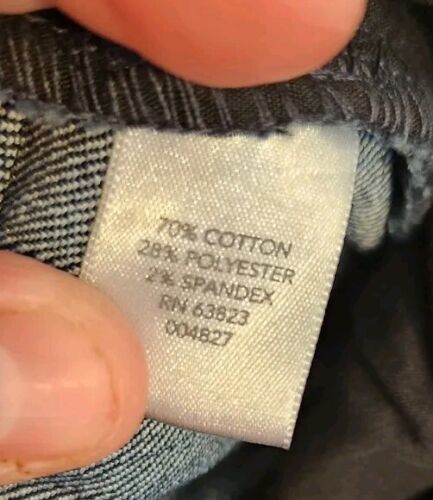 70% COTTON
28% POLYESTER
2% SPANDEX
RN 63823
004827